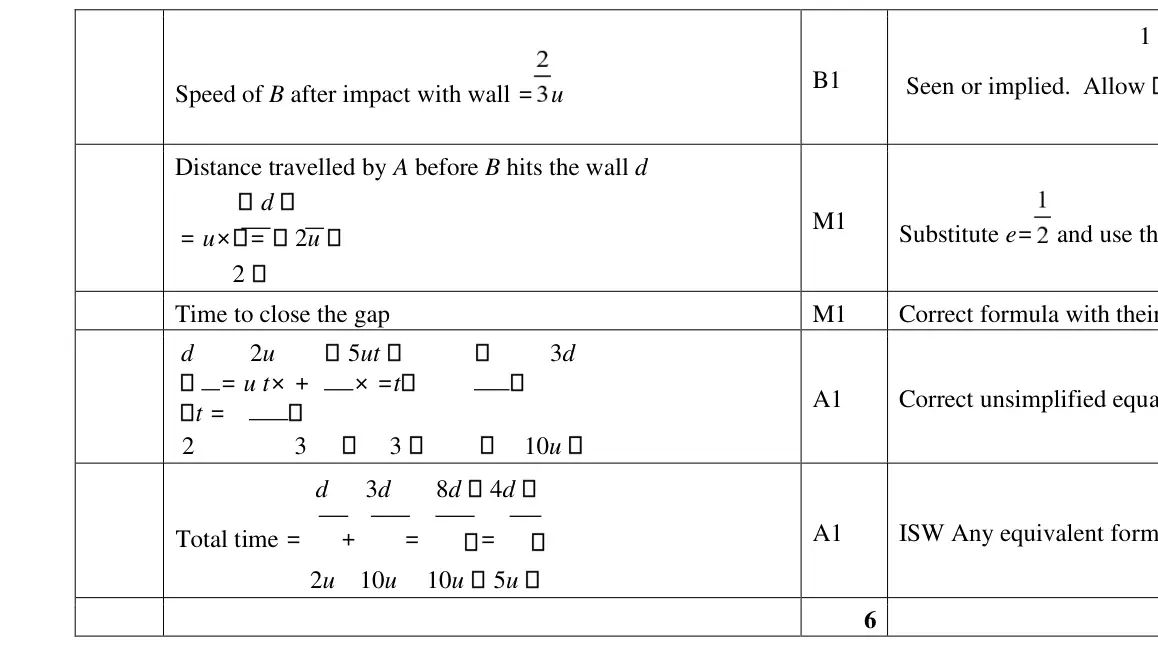 1
2
Speed of B after impact with wall = 3 u
B1
Seen or implied. Allow
Distance travelled by A before B hits the wall d
d
= u× = 2u
2
M1
1
Substitute e= 2 and use th
Time to close the gap
M1
Correct formula with their
d 2u 5ut 3d
= u t× + × =t
t =
2 3 3 10u
A1
Correct unsimplified equa
d 3d 8d 4d
Total time = + = =
2u 10u 10u 5u
A1
ISW Any equivalent form
6